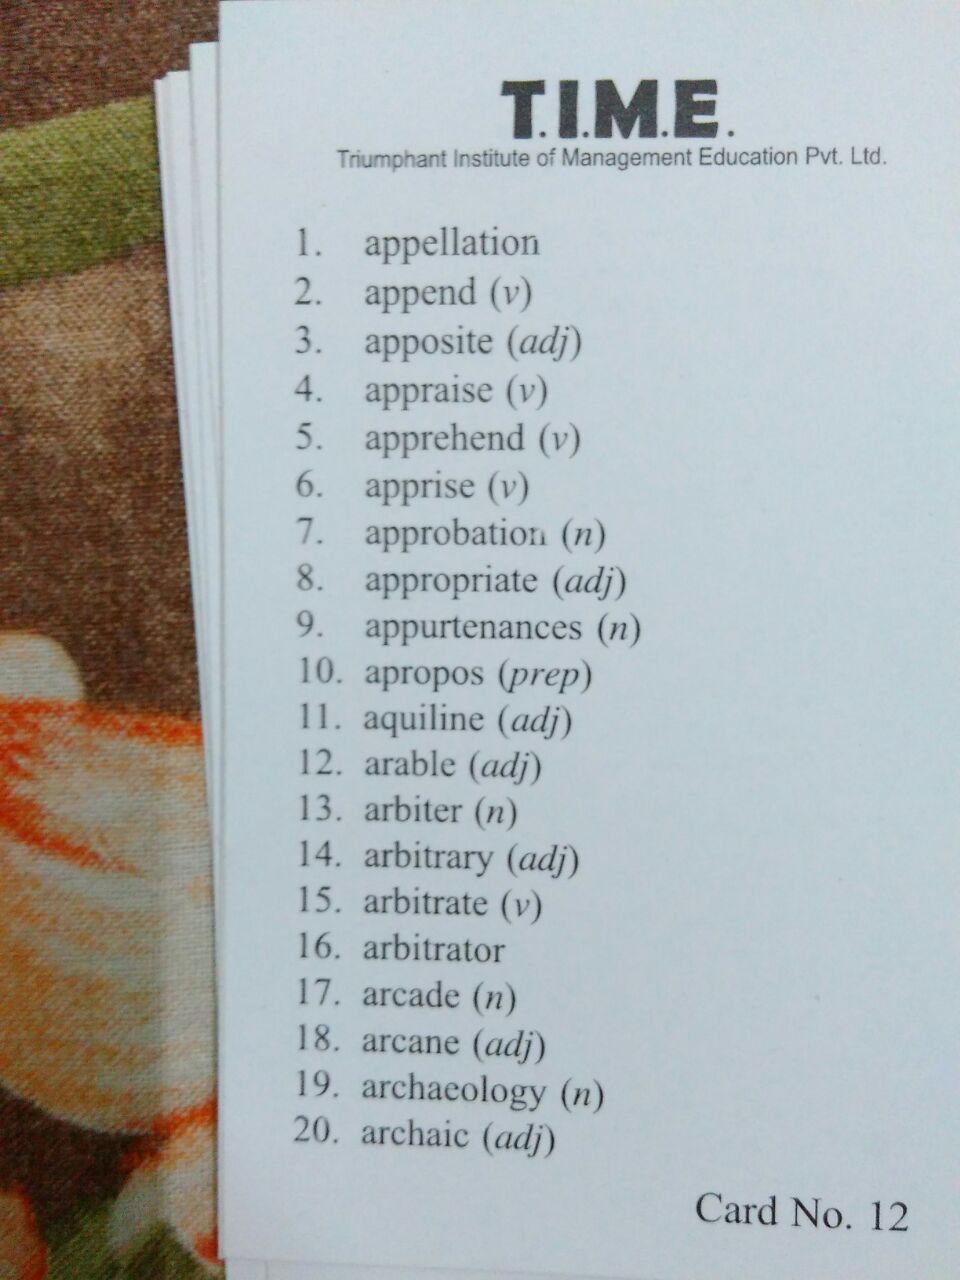 T.I.M.E.
Triumphant Institute of Management Education Pvt. Ltd.
1. appellation
2. append (v)
3. apposite (adj)
4. appraise (v)
5. apprehend (v)
6. apprise (v)
7. approbation (n)
8. appropriate (adj)
9. appurtenances (n)
10. apropos (prep)
11. aquiline (adj)
12. arable (adj)
13. arbiter (n)
14. arbitrary (adj)
15. arbitrate (v)
16. arbitrator
17. arcade (n)
18. arcane (adj)
19. archaeology (n)
20. archaic (adj)
Card No. 12